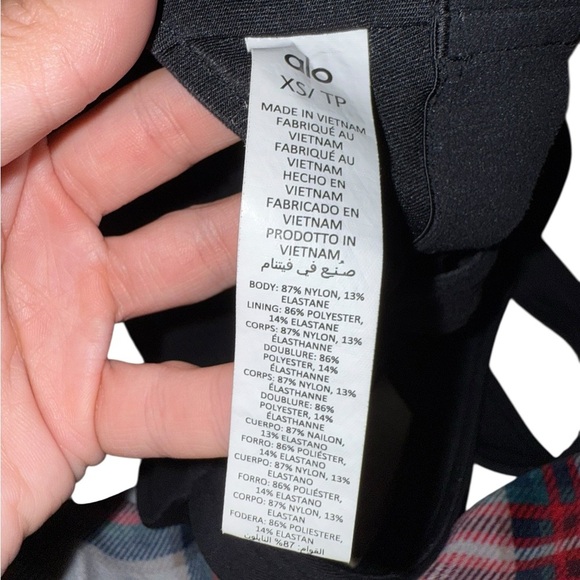 alo
XS/ TP
MADE IN VIETNAM
FABRIQUÉ AU
VIETNAM
FABRIQUÉ AU
VIETNAM
HECHO EN
VIETNAM
FABRICADO EN
VIETNAM
PRODOTTO IN
VIETNAM
صُنِع في فيتنام
BODY: 87% NYLON, 13%
ELASTANE
LINING: 86% POLYESTER,
14% ELASTANE
CORPS: 87% NYLON, 13%
ÉLASTHANNE
DOUBLURE: 86%
POLYESTER, 14%
ÉLASTHANNE
CORPS: 87% NYLON, 13%
ÉLASTHANNE
DOUBLURE: 86%
POLYESTER, 14%
ÉLASTHANNE
CUERPO: 87% NAILON,
13% ELASTANO
FORRO: 86% POLIÉSTER,
14% ELASTANO
CUERPO: 87% NYLON, 13%
ELASTANO
FORRO: 86% POLIÉSTER,
14% ELASTANO
CORPO: 87% NYLON, 13%
ELASTAN
FODERA: 86% POLIESTERE,
14% ELASTAN
القوام: 87% النايلون